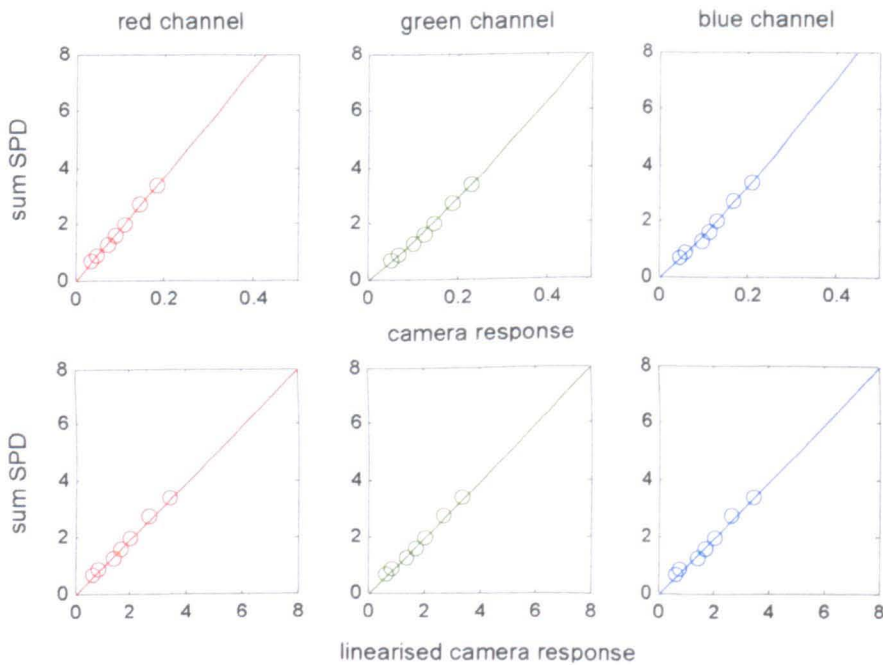 red channel green channel blue channel
8 8 8
6 6 6
4 4 4
2 2 2
0 0 0
0 0.2 0.4 0 0.2 0.4 0 0.2 0.4
sum SPD
camera response
8 8 8
6 6 6
4 4 4
2 2 2
0 0 0
0 2 4 6 8 0 2 4 6 8 0 2 4 6 8
sum SPD
linearised camera response